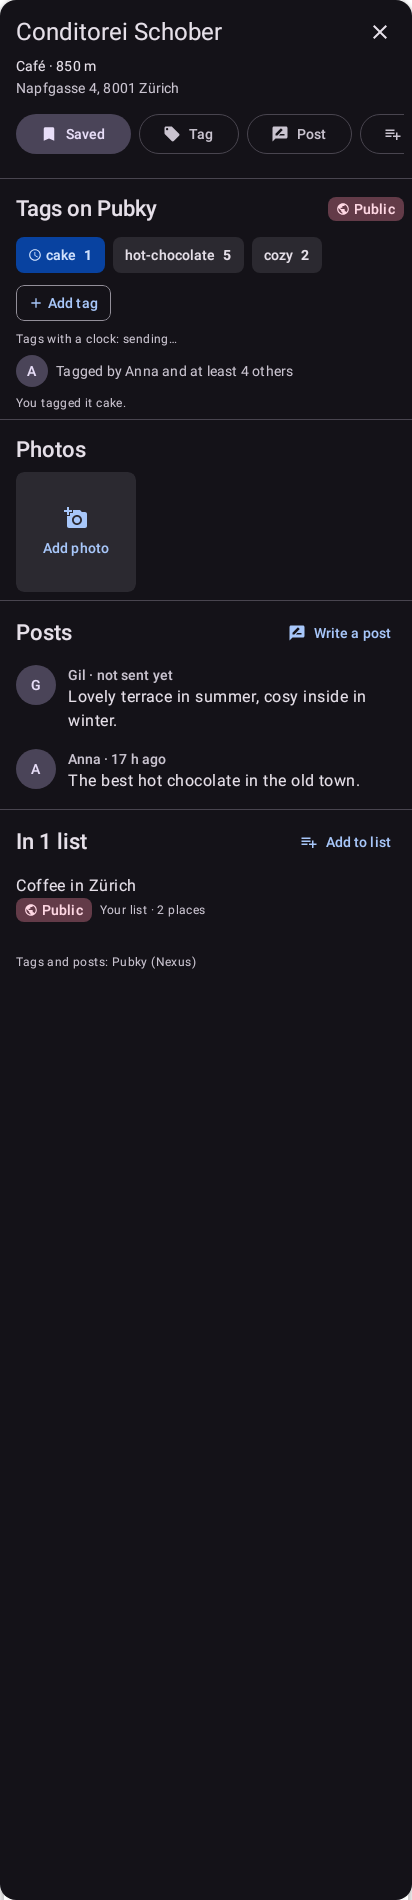 Conditorei Schober
Café · 850 m
Napfgasse 4, 8001 Zürich
Saved
Tag
Post
Tags on Pubky
Public
cake 1
hot-chocolate 5
cozy 2
Add tag
Tags with a clock: sending…
A
Tagged by Anna and at least 4 others
You tagged it cake.
Photos
Add photo
Posts
Write a post
G
Gil · not sent yet
Lovely terrace in summer, cosy inside in
winter.
A
Anna · 17 h ago
The best hot chocolate in the old town.
In 1 list
Add to list
Coffee in Zürich
Public
Your list · 2 places
Tags and posts: Pubky (Nexus)